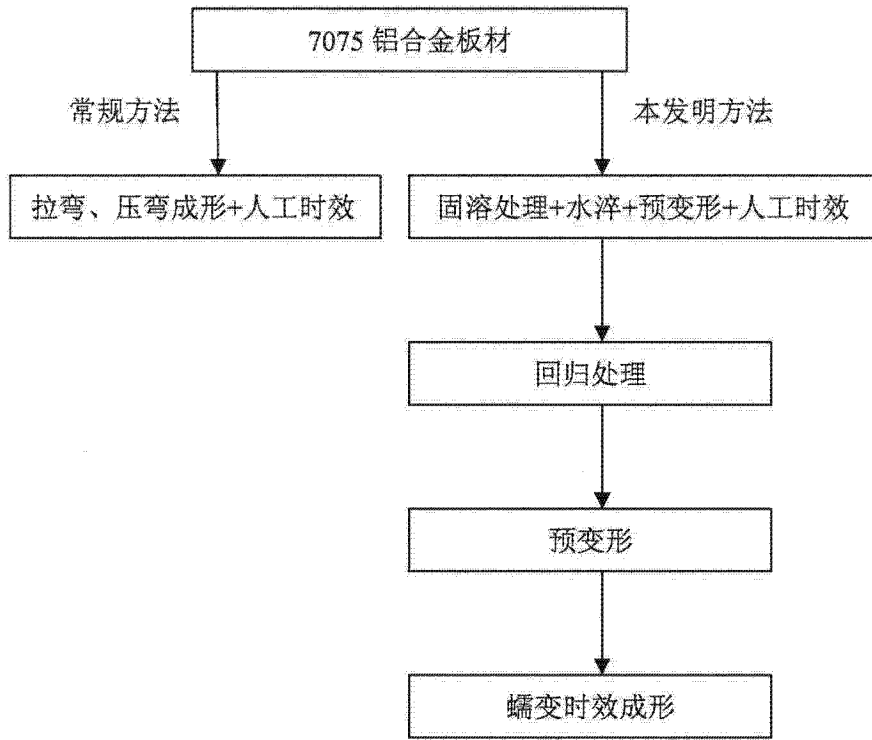 7075 铝合金板材
常规方法
本发明方法
拉弯、压弯成形+人工时效
固溶处理+水淬+预变形+人工时效
回归处理
预变形
蠕变时效成形